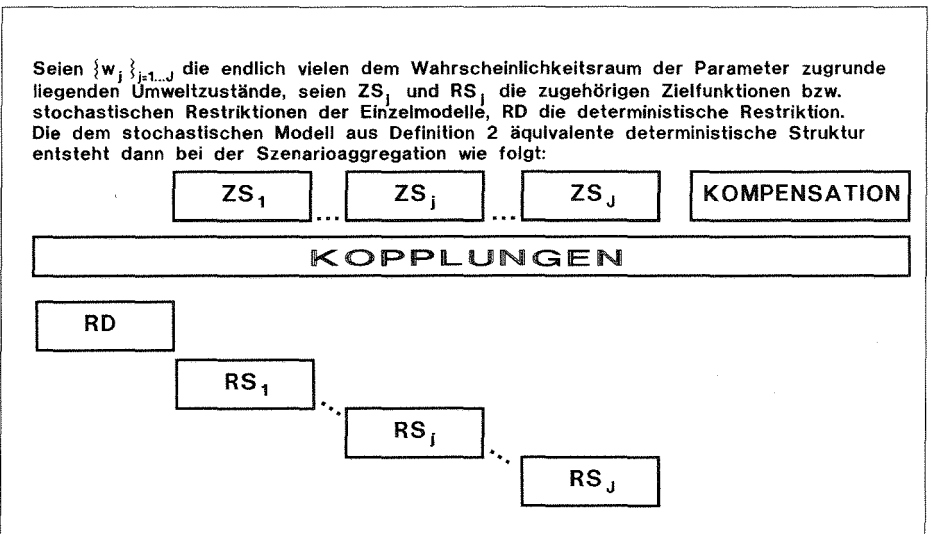 Seien {w_j}_j=1...J die endlich vielen dem Wahrscheinlichkeitsraum der Parameter zugrunde
liegenden Umweltzustände, seien ZS_j und RS_j die zugehörigen Zielfunktionen bzw.
stochastischen Restriktionen der Einzelmodelle, RD die deterministische Restriktion.
Die dem stochastischen Modell aus Definition 2 äquivalente deterministische Struktur
entsteht dann bei der Szenarioaggregation wie folgt:
ZS_1 ... ZS_j ... ZS_J KOMPENSATION
KOPPLUNGEN
RD
RS_1 ...
RS_j ...
RS_J